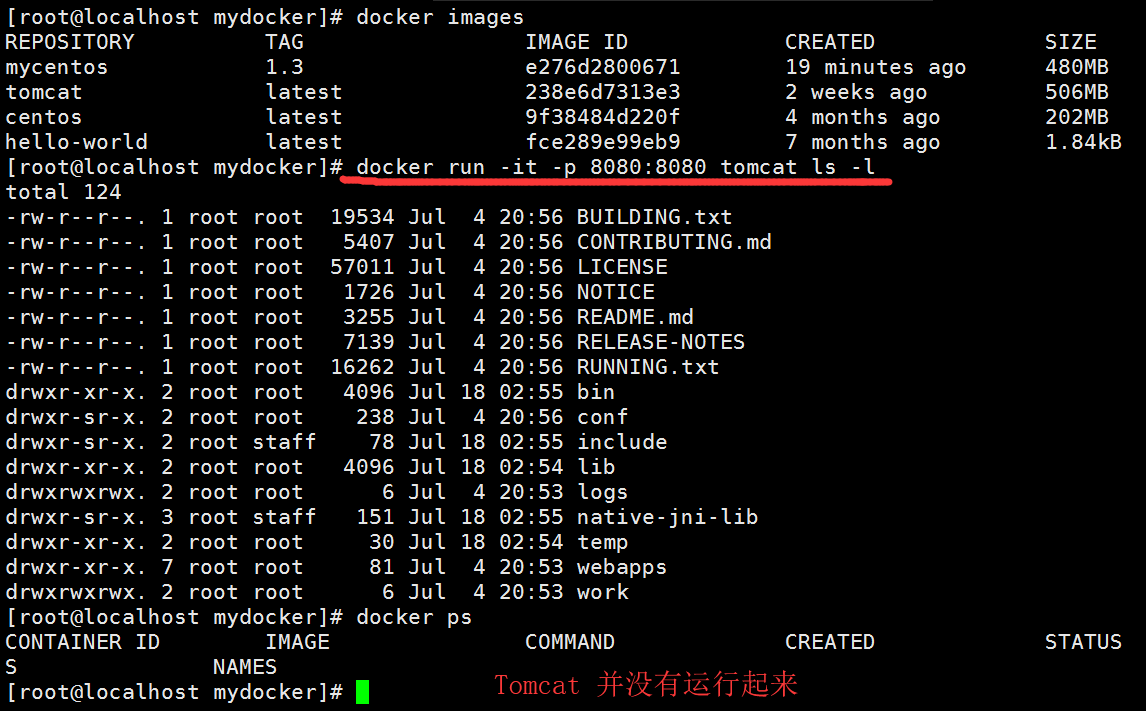 [root@localhost mydocker]# docker images
REPOSITORY          TAG                 IMAGE ID            CREATED             SIZE
mycentos            1.3                 e276d2800671        19 minutes ago      480MB
tomcat              latest              238e6d7313e3        2 weeks ago         506MB
centos              latest              9f38484d220f        4 months ago        202MB
hello-world         latest              fce289e99eb9        7 months ago        1.84kB
[root@localhost mydocker]# docker run -it -p 8080:8080 tomcat ls -l
total 124
-rw-r--r--. 1 root root  19534 Jul  4 20:56 BUILDING.txt
-rw-r--r--. 1 root root   5407 Jul  4 20:56 CONTRIBUTING.md
-rw-r--r--. 1 root root  57011 Jul  4 20:56 LICENSE
-rw-r--r--. 1 root root   1726 Jul  4 20:56 NOTICE
-rw-r--r--. 1 root root   3255 Jul  4 20:56 README.md
-rw-r--r--. 1 root root   7139 Jul  4 20:56 RELEASE-NOTES
-rw-r--r--. 1 root root  16262 Jul  4 20:56 RUNNING.txt
drwxr-xr-x. 2 root root   4096 Jul 18 02:55 bin
drwxr-sr-x. 2 root root    238 Jul  4 20:56 conf
drwxr-sr-x. 2 root staff    78 Jul 18 02:55 include
drwxr-xr-x. 2 root root   4096 Jul 18 02:54 lib
drwxrwxrwx. 2 root root      6 Jul  4 20:53 logs
drwxr-sr-x. 3 root staff   151 Jul 18 02:55 native-jni-lib
drwxr-xr-x. 2 root root     30 Jul 18 02:54 temp
drwxr-xr-x. 7 root root     81 Jul  4 20:53 webapps
drwxrwxrwx. 2 root root      6 Jul  4 20:53 work
[root@localhost mydocker]# docker ps
CONTAINER ID        IMAGE               COMMAND             CREATED             STATUS
S               NAMES
[root@localhost mydocker]#
Tomcat 并没有运行起来